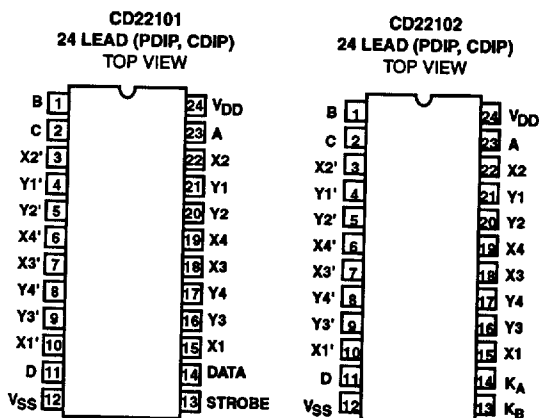 CD22101
24 LEAD (PDIP, CDIP)
TOP VIEW
B 1
24 VDD
C 2
23 A
X2' 3
22 X2
Y1' 4
21 Y1
Y2' 5
20 Y2
X4' 6
19 X4
X3' 7
18 X3
Y4' 8
17 Y4
Y3' 9
16 Y3
X1' 10
15 X1
D 11
14 DATA
VSS 12
13 STROBE
CD22102
24 LEAD (PDIP, CDIP)
TOP VIEW
B 1
24 VDD
C 2
23 A
X2' 3
22 X2
Y1' 4
21 Y1
Y2' 5
20 Y2
X4' 6
19 X4
X3' 7
18 X3
Y4' 8
17 Y4
Y3' 9
16 Y3
X1' 10
15 X1
D 11
14 KA
VSS 12
13 KB